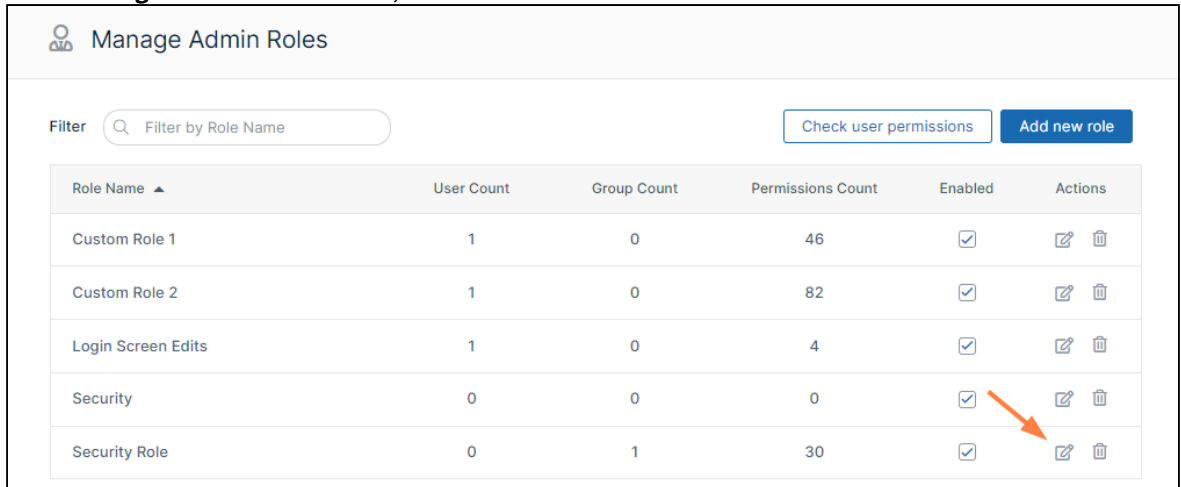 Manage Admin Roles
Filter Filter by Role Name Check user permissions Add new role
Role Name User Count Group Count Permissions Count Enabled Actions
Custom Role 1 1 0 46
Custom Role 2 1 0 82
Login Screen Edits 1 0 4
Security 0 0 0
Security Role 0 1 30